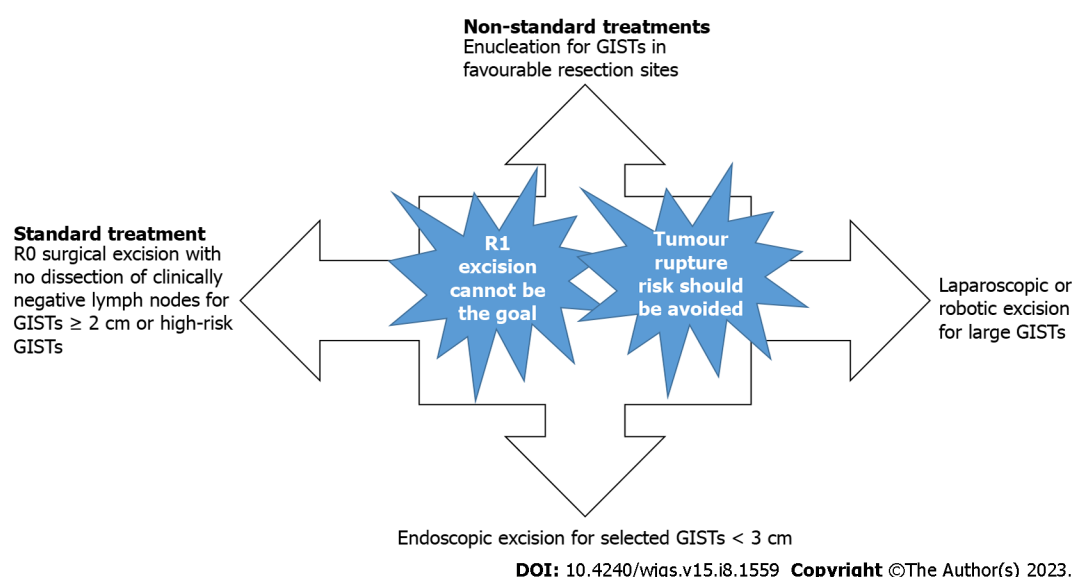 Non-standard treatments
Enucleation for GISTs in
favourable resection sites
Standard treatment
R0 surgical excision with
no dissection of clinically
negative lymph nodes for
GISTs ≥ 2 cm or high-risk
GISTs
R1
excision
cannot be
the goal
Tumour
rupture
risk should
be avoided
Laparoscopic or
robotic excision
for large GISTs
Endoscopic excision for selected GISTs < 3 cm
DOI: 10.4240/wjgs.v15.i8.1559 Copyright ©The Author(s) 2023.